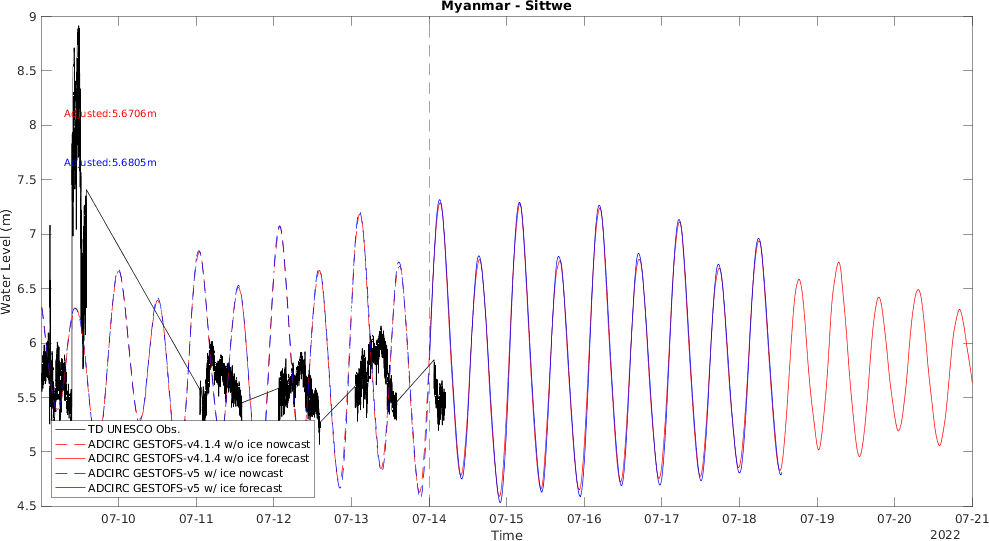 Myanmar - Sittwe
9
8.5
8
7.5
7
6.5
6
5.5
5
4.5
Water Level (m)
Adjusted:5.6706m
Adjusted:5.6805m
TD UNESCO Obs.
ADCIRC GESTOFS-v4.1.4 w/o ice nowcast
ADCIRC GESTOFS-v4.1.4 w/o ice forecast
ADCIRC GESTOFS-v5 w/ ice nowcast
ADCIRC GESTOFS-v5 w/ ice forecast
07-10 07-11 07-12 07-13 07-14 07-15 07-16 07-17 07-18 07-19 07-20 07-21
Time
2022